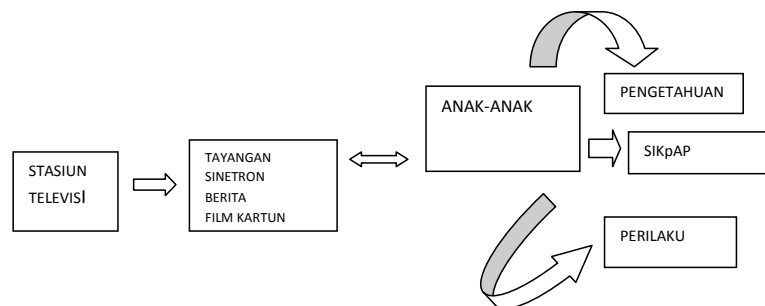 STASIUN
TELEVISI
TAYANGAN
SINETRON
BERITA
FILM KARTUN
ANAK-ANAK
PENGETAHUAN
SIKpAP
PERILAKU